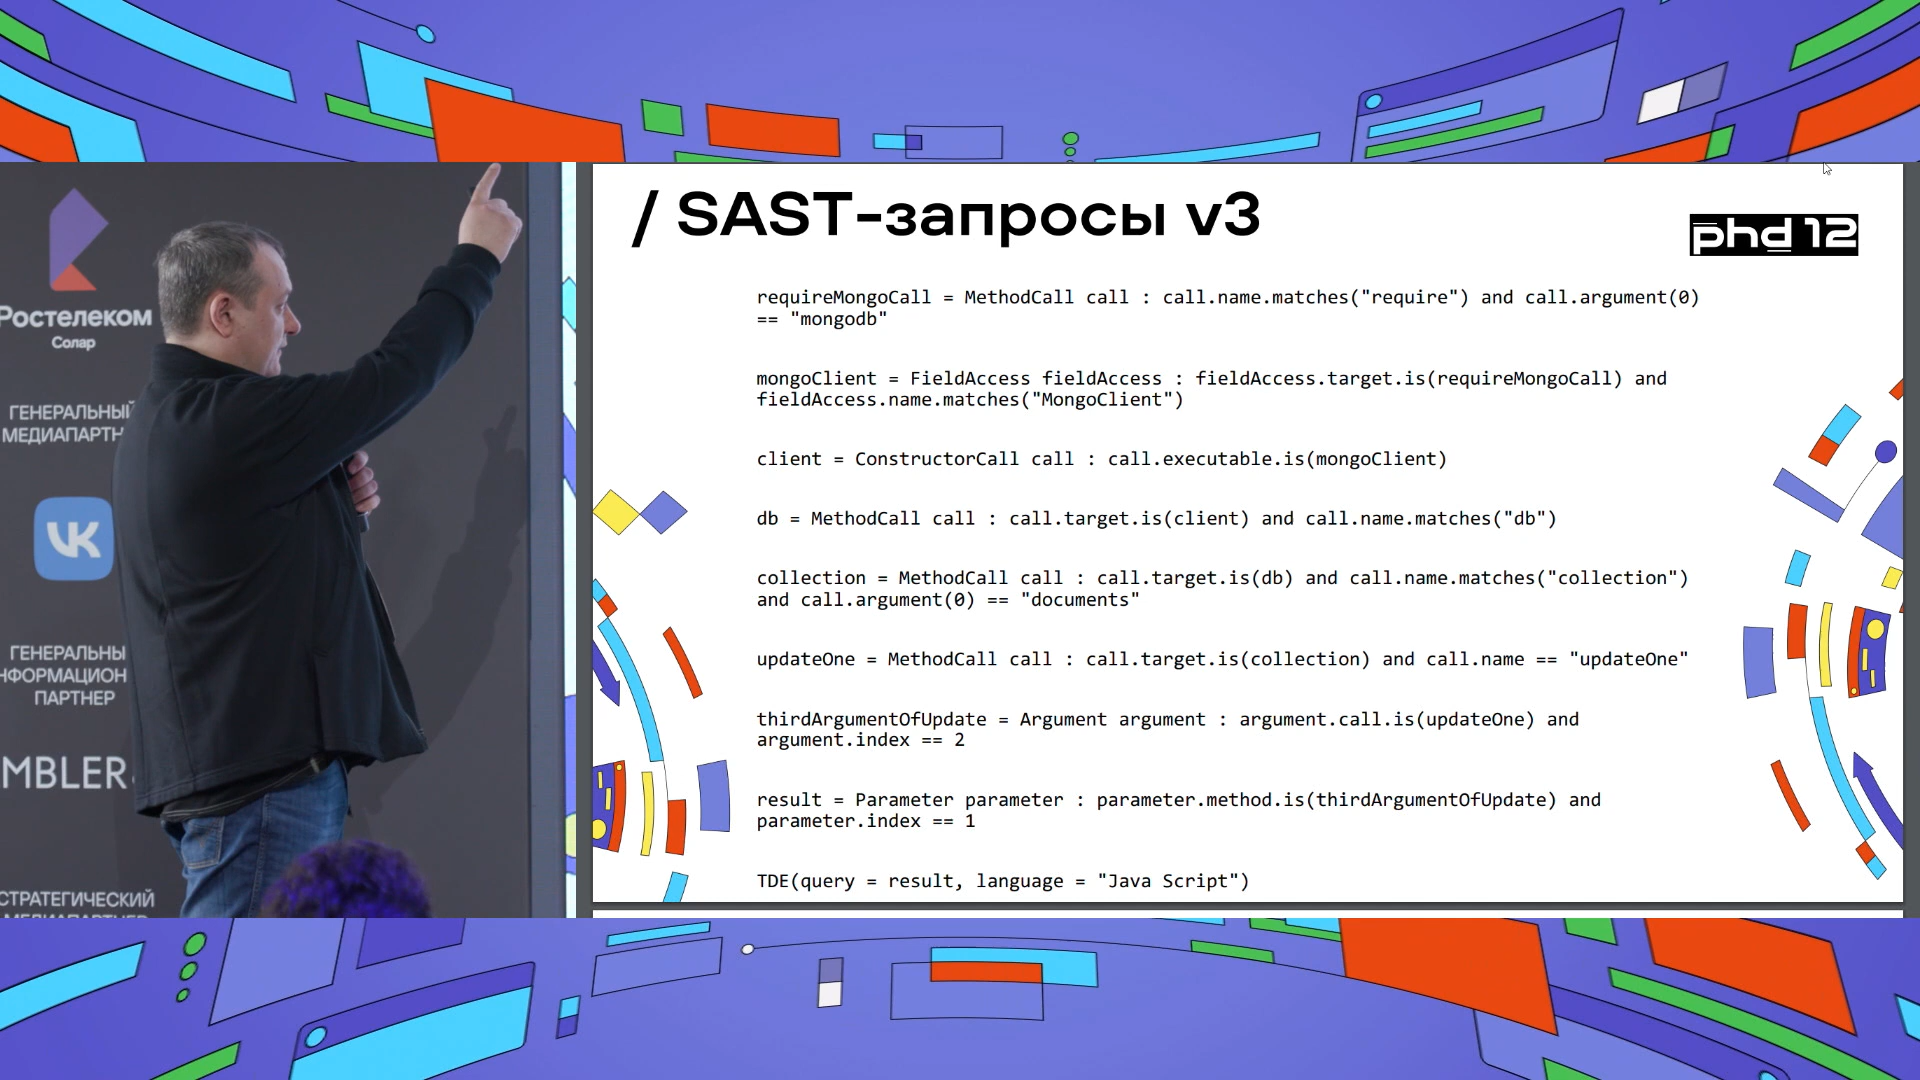 Ростелеком
Солар
ГЕНЕРАЛЬНЫЙ
МЕДИАПАРТН
VK
ГЕНЕРАЛЬНЫ
НФОРМАЦИОН
ПАРТНЕР
MBLER
СТРАТЕГИЧЕСКИЙ
/ SAST-запросы v3
phd 12
requireMongoCall = MethodCall call : call.name.matches("require") and call.argument(0)
== "mongodb"
mongoClient = FieldAccess fieldAccess : fieldAccess.target.is(requireMongoCall) and
fieldAccess.name.matches("MongoClient")
client = ConstructorCall call : call.executable.is(mongoClient)
db = MethodCall call : call.target.is(client) and call.name.matches("db")
collection = MethodCall call : call.target.is(db) and call.name.matches("collection")
and call.argument(0) == "documents"
updateOne = MethodCall call : call.target.is(collection) and call.name == "updateOne"
thirdArgumentOfUpdate = Argument argument : argument.call.is(updateOne) and
argument.index == 2
result = Parameter parameter : parameter.method.is(thirdArgumentOfUpdate) and
parameter.index == 1
TDE(query = result, language = "Java Script")